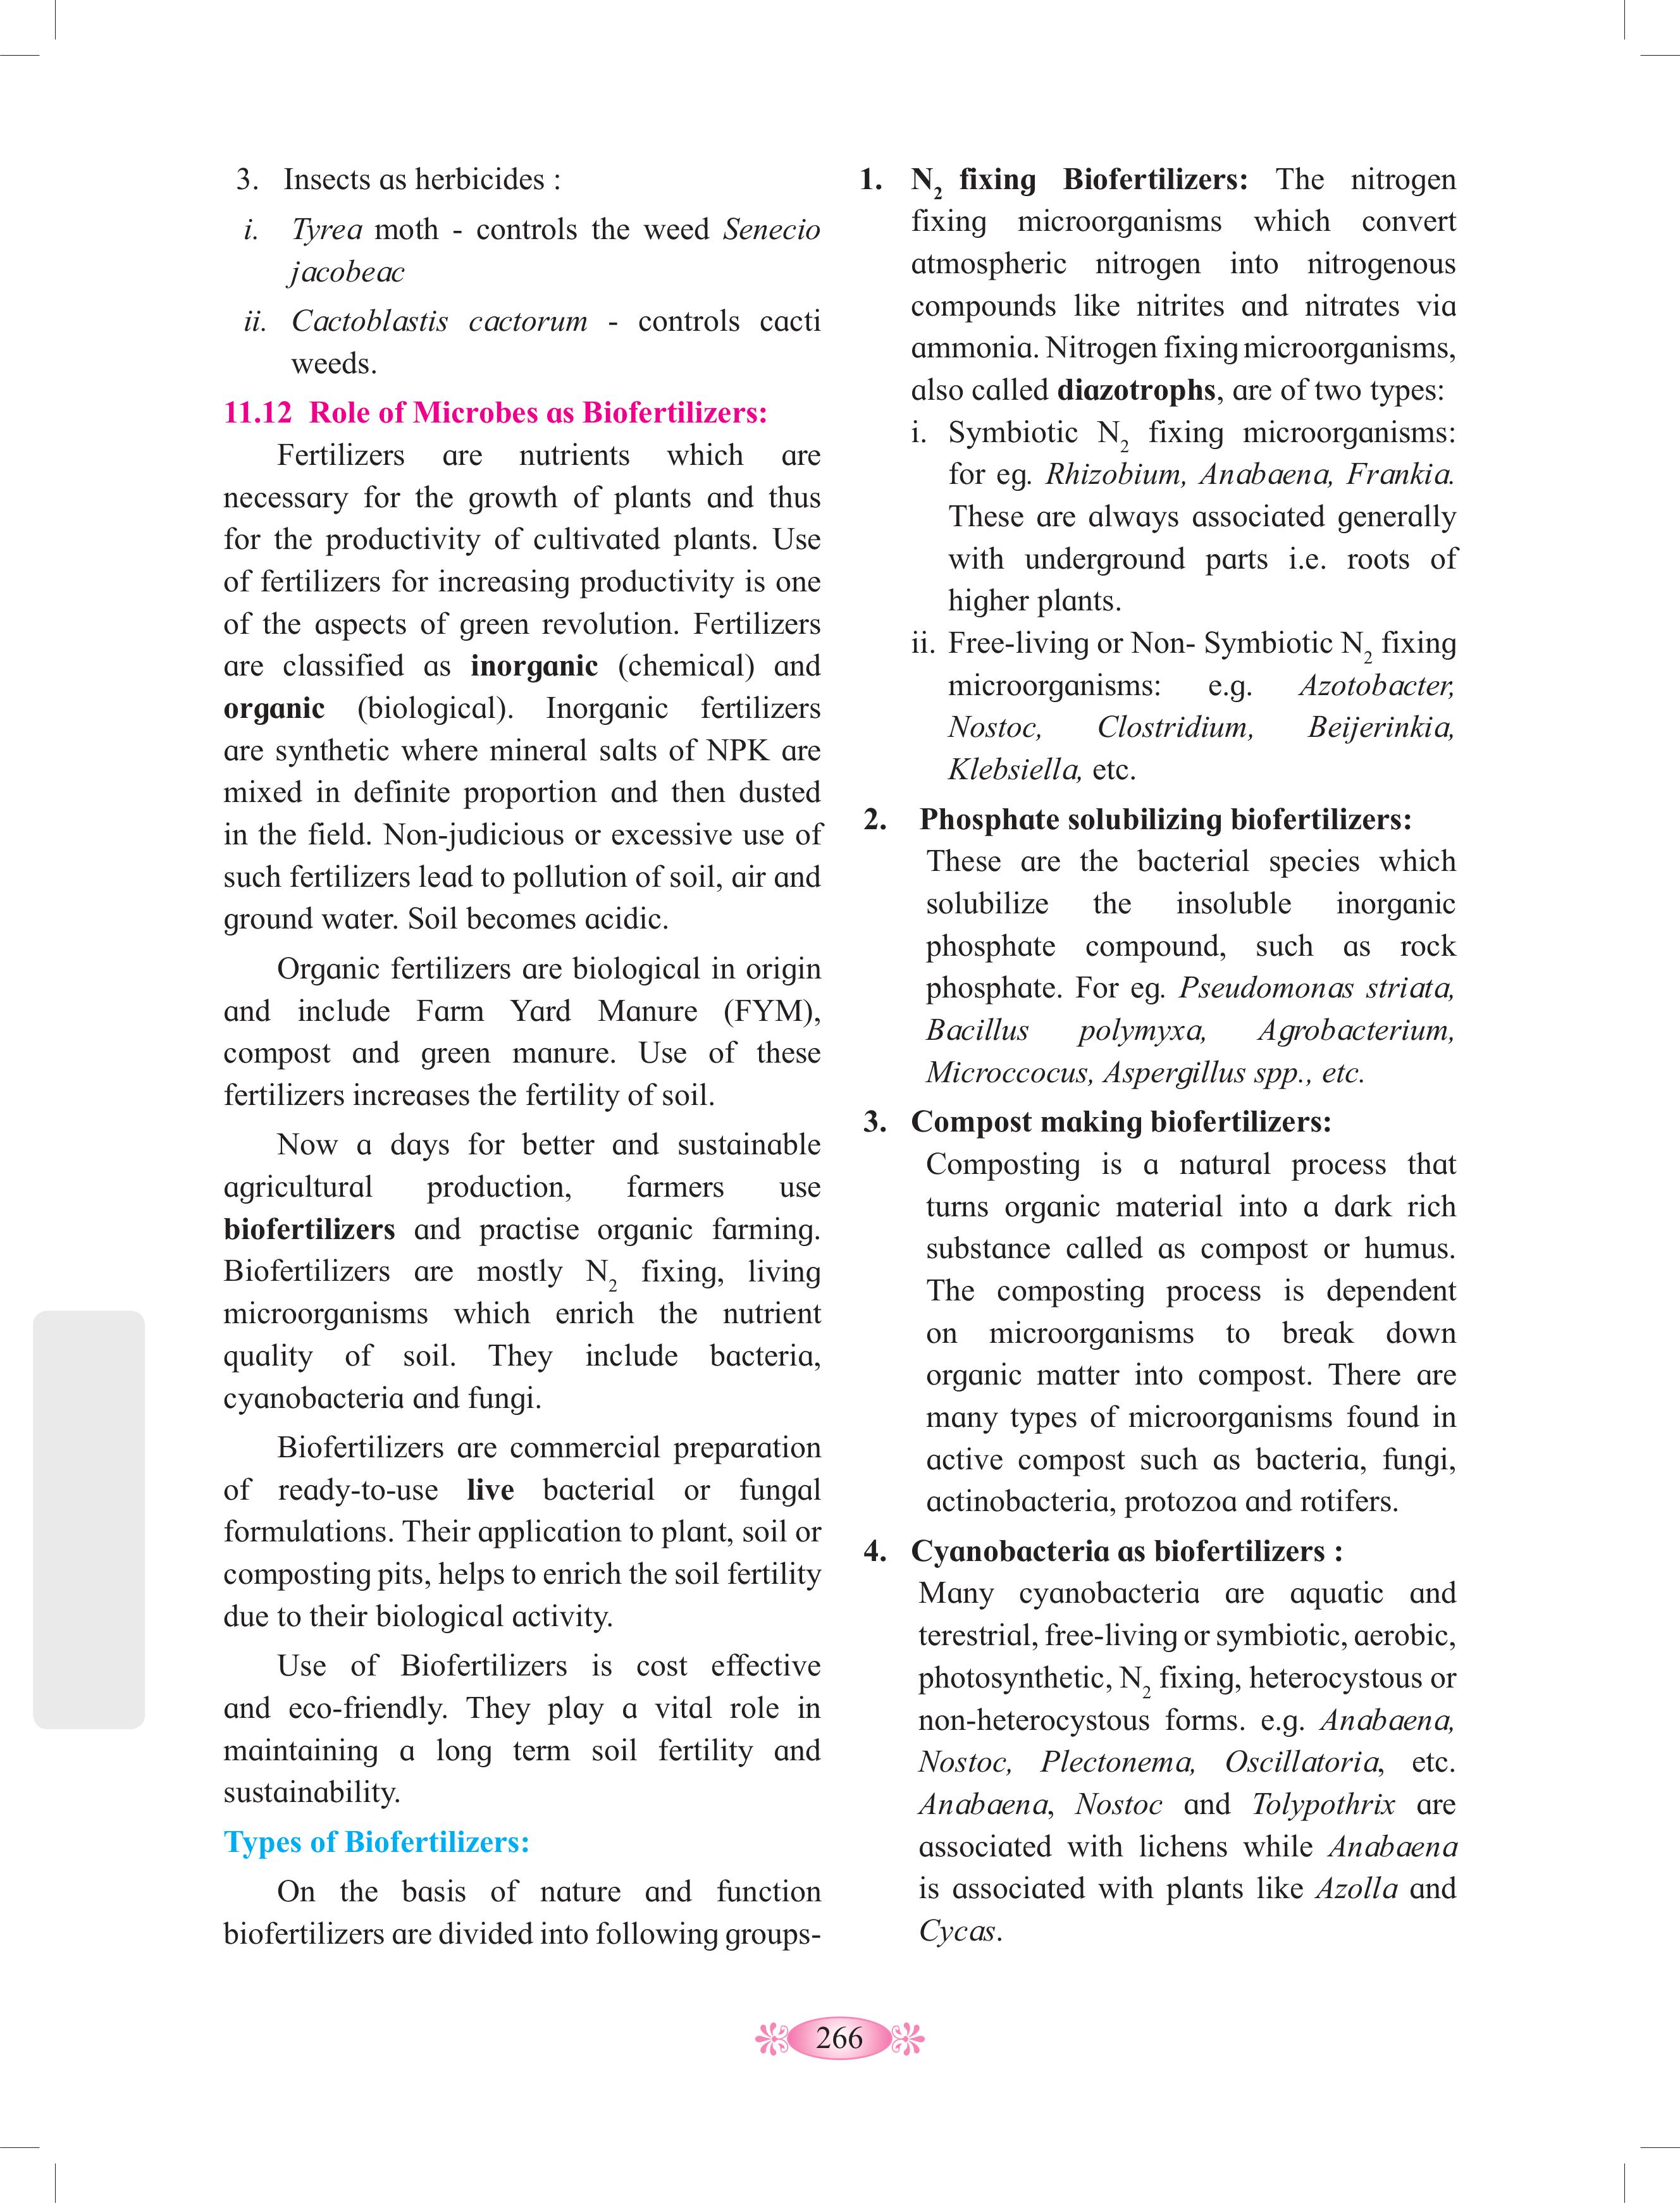 3. Insects as herbicides :
i. Tyrea moth - controls the weed Senecio
jacobeac
ii. Cactoblastis cactorum - controls cacti
weeds.
11.12 Role of Microbes as Biofertilizers:
Fertilizers are nutrients which are
necessary for the growth of plants and thus
for the productivity of cultivated plants. Use
of fertilizers for increasing productivity is one
of the aspects of green revolution. Fertilizers
are classified as inorganic (chemical) and
organic (biological). Inorganic fertilizers
are synthetic where mineral salts of NPK are
mixed in definite proportion and then dusted
in the field. Non-judicious or excessive use of
such fertilizers lead to pollution of soil, air and
ground water. Soil becomes acidic.
Organic fertilizers are biological in origin
and include Farm Yard Manure (FYM),
compost and green manure. Use of these
fertilizers increases the fertility of soil.
Now a days for better and sustainable
agricultural production, farmers use
biofertilizers and practise organic farming.
Biofertilizers are mostly N2 fixing, living
microorganisms which enrich the nutrient
quality of soil. They include bacteria,
cyanobacteria and fungi.
Biofertilizers are commercial preparation
of ready-to-use live bacterial or fungal
formulations. Their application to plant, soil or
composting pits, helps to enrich the soil fertility
due to their biological activity.
Use of Biofertilizers is cost effective
and eco-friendly. They play a vital role in
maintaining a long term soil fertility and
sustainability.
Types of Biofertilizers:
On the basis of nature and function
biofertilizers are divided into following groups-
1. N2 fixing Biofertilizers: The nitrogen
fixing microorganisms which convert
atmospheric nitrogen into nitrogenous
compounds like nitrites and nitrates via
ammonia. Nitrogen fixing microorganisms,
also called diazotrophs, are of two types:
i. Symbiotic N2 fixing microorganisms:
for eg. Rhizobium, Anabaena, Frankia.
These are always associated generally
with underground parts i.e. roots of
higher plants.
ii. Free-living or Non- Symbiotic N2 fixing
microorganisms: e.g. Azotobacter,
Nostoc, Clostridium, Beijerinkia,
Klebsiella, etc.
2. Phosphate solubilizing biofertilizers:
These are the bacterial species which
solubilize the insoluble inorganic
phosphate compound, such as rock
phosphate. For eg. Pseudomonas striata,
Bacillus polymyxa, Agrobacterium,
Microccocus, Aspergillus spp., etc.
3. Compost making biofertilizers:
Composting is a natural process that
turns organic material into a dark rich
substance called as compost or humus.
The composting process is dependent
on microorganisms to break down
organic matter into compost. There are
many types of microorganisms found in
active compost such as bacteria, fungi,
actinobacteria, protozoa and rotifers.
4. Cyanobacteria as biofertilizers :
Many cyanobacteria are aquatic and
terestrial, free-living or symbiotic, aerobic,
photosynthetic, N2 fixing, heterocystous or
non-heterocystous forms. e.g. Anabaena,
Nostoc, Plectonema, Oscillatoria, etc.
Anabaena, Nostoc and Tolypothrix are
associated with lichens while Anabaena
is associated with plants like Azolla and
Cycas.
266